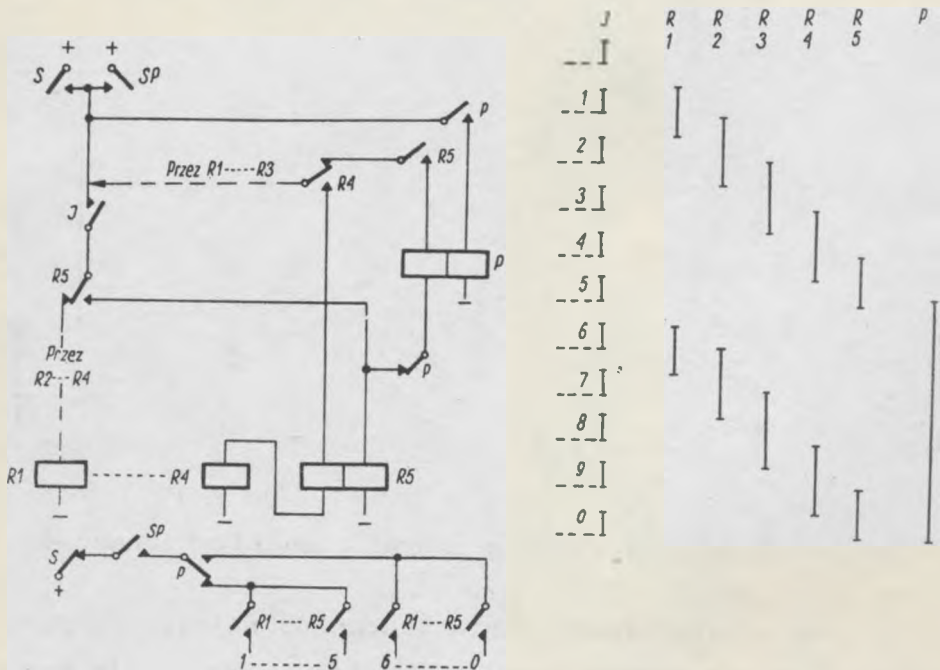 + +
S SP
P
Przez R1-----R3
R5
R4
J
R5
P
Przez
R2---R4
P
R1
R4
R5
S
SP
+
P
R1----R5
R1--R5
1--------5
6------0
J R R R R R P
1 2 3 4 5
1
2
3
4
5
6
7
8
9
0